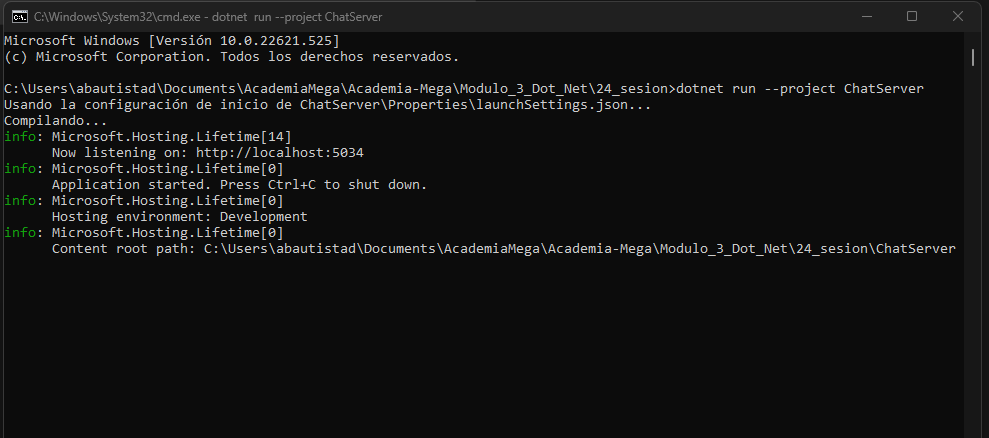 C:\Windows\System32\cmd.exe - dotnet  run --project ChatServer
Microsoft Windows [Versión 10.0.22621.525]
(c) Microsoft Corporation. Todos los derechos reservados.
C:\Users\abautistad\Documents\AcademiaMega\Academia-Mega\Modulo_3_Dot_Net\24_sesion>dotnet run --project ChatServer
Usando la configuración de inicio de ChatServer\Properties\launchSettings.json...
Compilando...
info: Microsoft.Hosting.Lifetime[14]
      Now listening on: http://localhost:5034
info: Microsoft.Hosting.Lifetime[0]
      Application started. Press Ctrl+C to shut down.
info: Microsoft.Hosting.Lifetime[0]
      Hosting environment: Development
info: Microsoft.Hosting.Lifetime[0]
      Content root path: C:\Users\abautistad\Documents\AcademiaMega\Academia-Mega\Modulo_3_Dot_Net\24_sesion\ChatServer